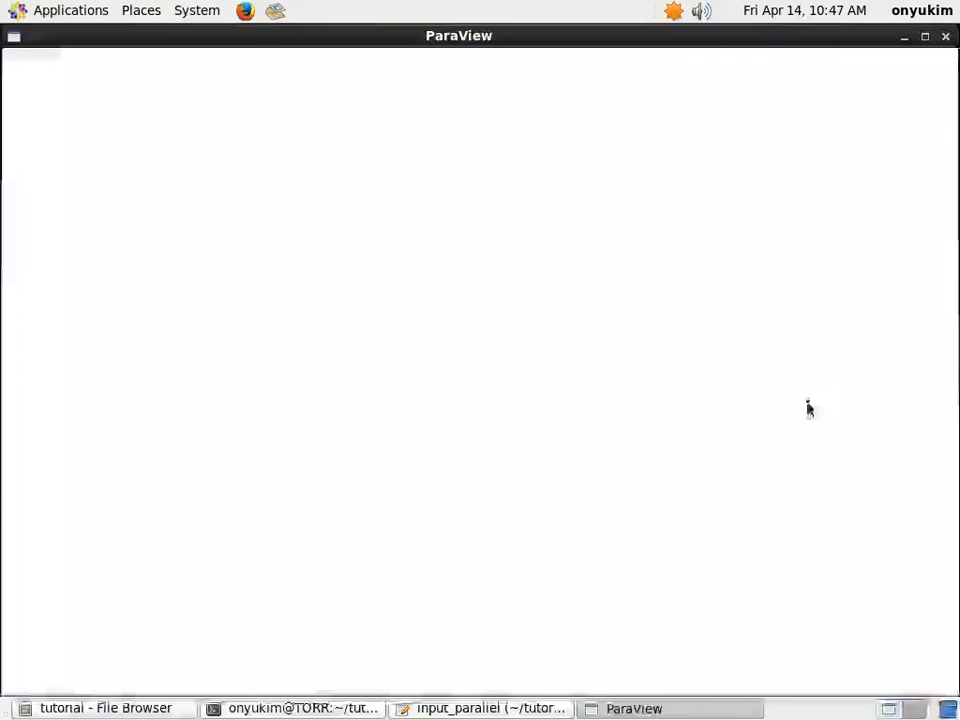 Applications Places System Fri Apr 14, 10:47 AM onyukim
ParaView
tutorial - File Browser onyukim@TORR:~/tut... input_parallel (~/tutor... ParaView